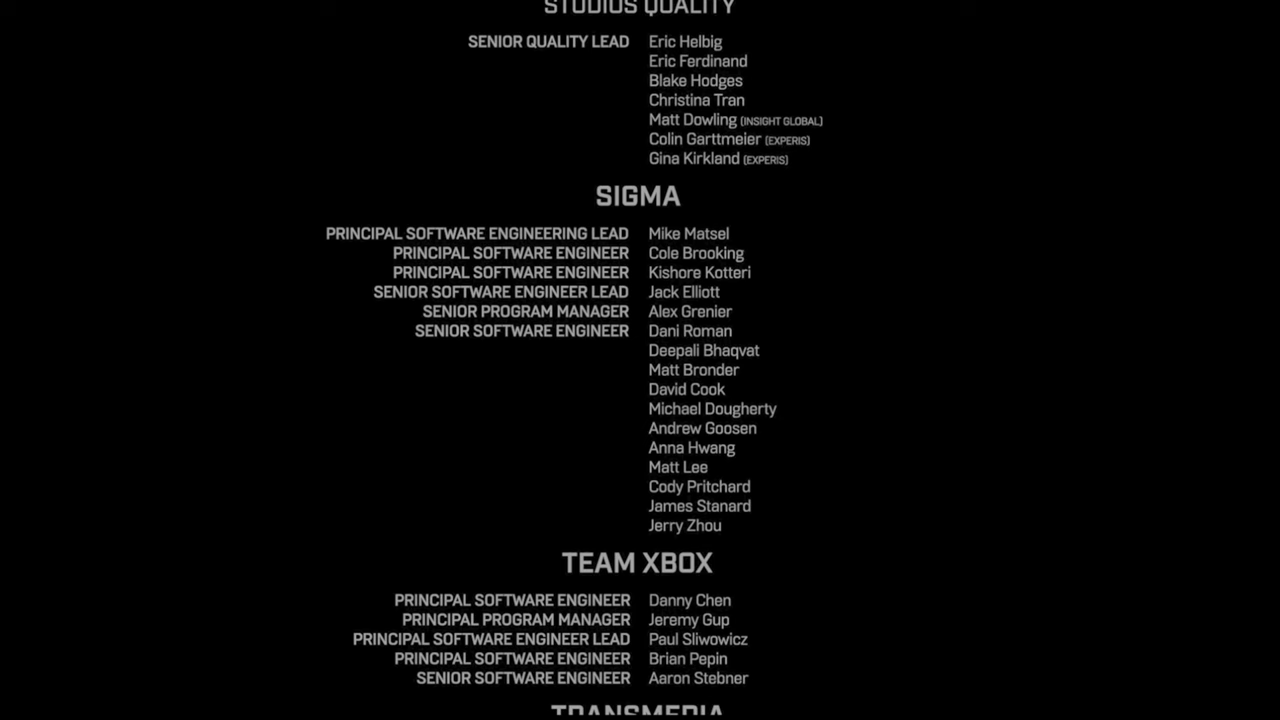 STUDIOS QUALITY
SENIOR QUALITY LEAD Eric Helbig
Eric Ferdinand
Blake Hodges
Christina Tran
Matt Dowling (INSIGHT GLOBAL)
Colin Garttmeier (EXPERIS)
Gina Kirkland (EXPERIS)
SIGMA
PRINCIPAL SOFTWARE ENGINEERING LEAD Mike Matsel
PRINCIPAL SOFTWARE ENGINEER Cole Brooking
PRINCIPAL SOFTWARE ENGINEER Kishore Kotteri
SENIOR SOFTWARE ENGINEER LEAD Jack Elliott
SENIOR PROGRAM MANAGER Alex Grenier
SENIOR SOFTWARE ENGINEER Dani Roman
Deepali Bhaqvat
Matt Bronder
David Cook
Michael Dougherty
Andrew Goosen
Anna Hwang
Matt Lee
Cody Pritchard
James Stanard
Jerry Zhou
TEAM XBOX
PRINCIPAL SOFTWARE ENGINEER Danny Chen
PRINCIPAL PROGRAM MANAGER Jeremy Gup
PRINCIPAL SOFTWARE ENGINEER LEAD Paul Sliwowicz
PRINCIPAL SOFTWARE ENGINEER Brian Pepin
SENIOR SOFTWARE ENGINEER Aaron Stebner
TRANSMEDIA